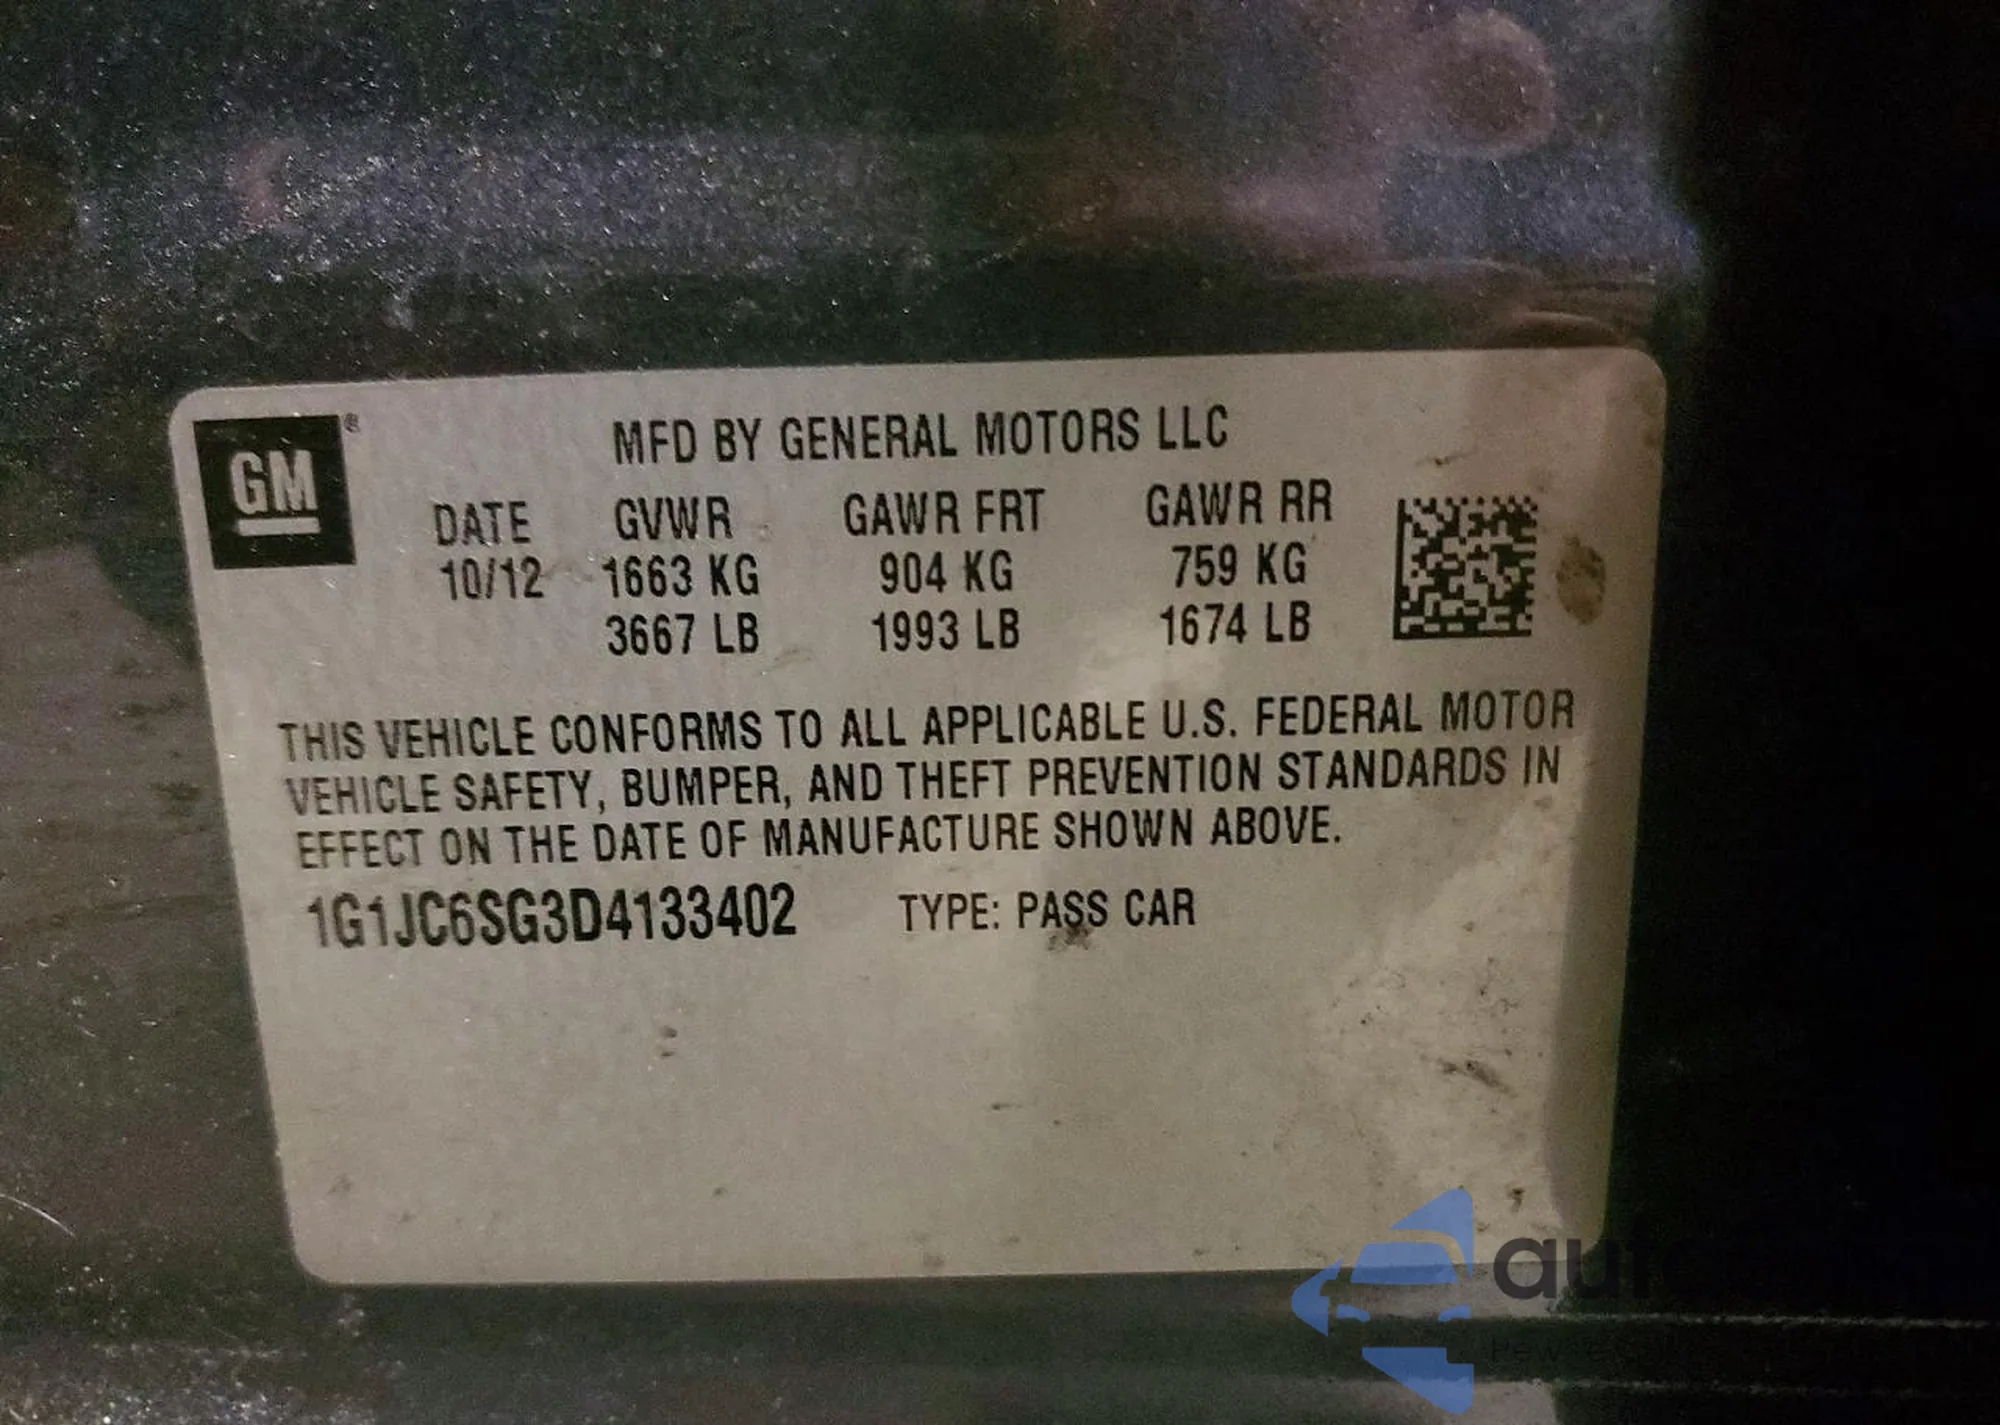 GM®
MFD BY GENERAL MOTORS LLC
DATE GVWR GAWR FRT GAWR RR
10/12 1663 KG 904 KG 759 KG
3667 LB 1993 LB 1674 LB
THIS VEHICLE CONFORMS TO ALL APPLICABLE U.S. FEDERAL MOTOR
VEHICLE SAFETY, BUMPER, AND THEFT PREVENTION STANDARDS IN
EFFECT ON THE DATE OF MANUFACTURE SHOWN ABOVE.
1G1JC6SG3D4133402 TYPE: PASS CAR